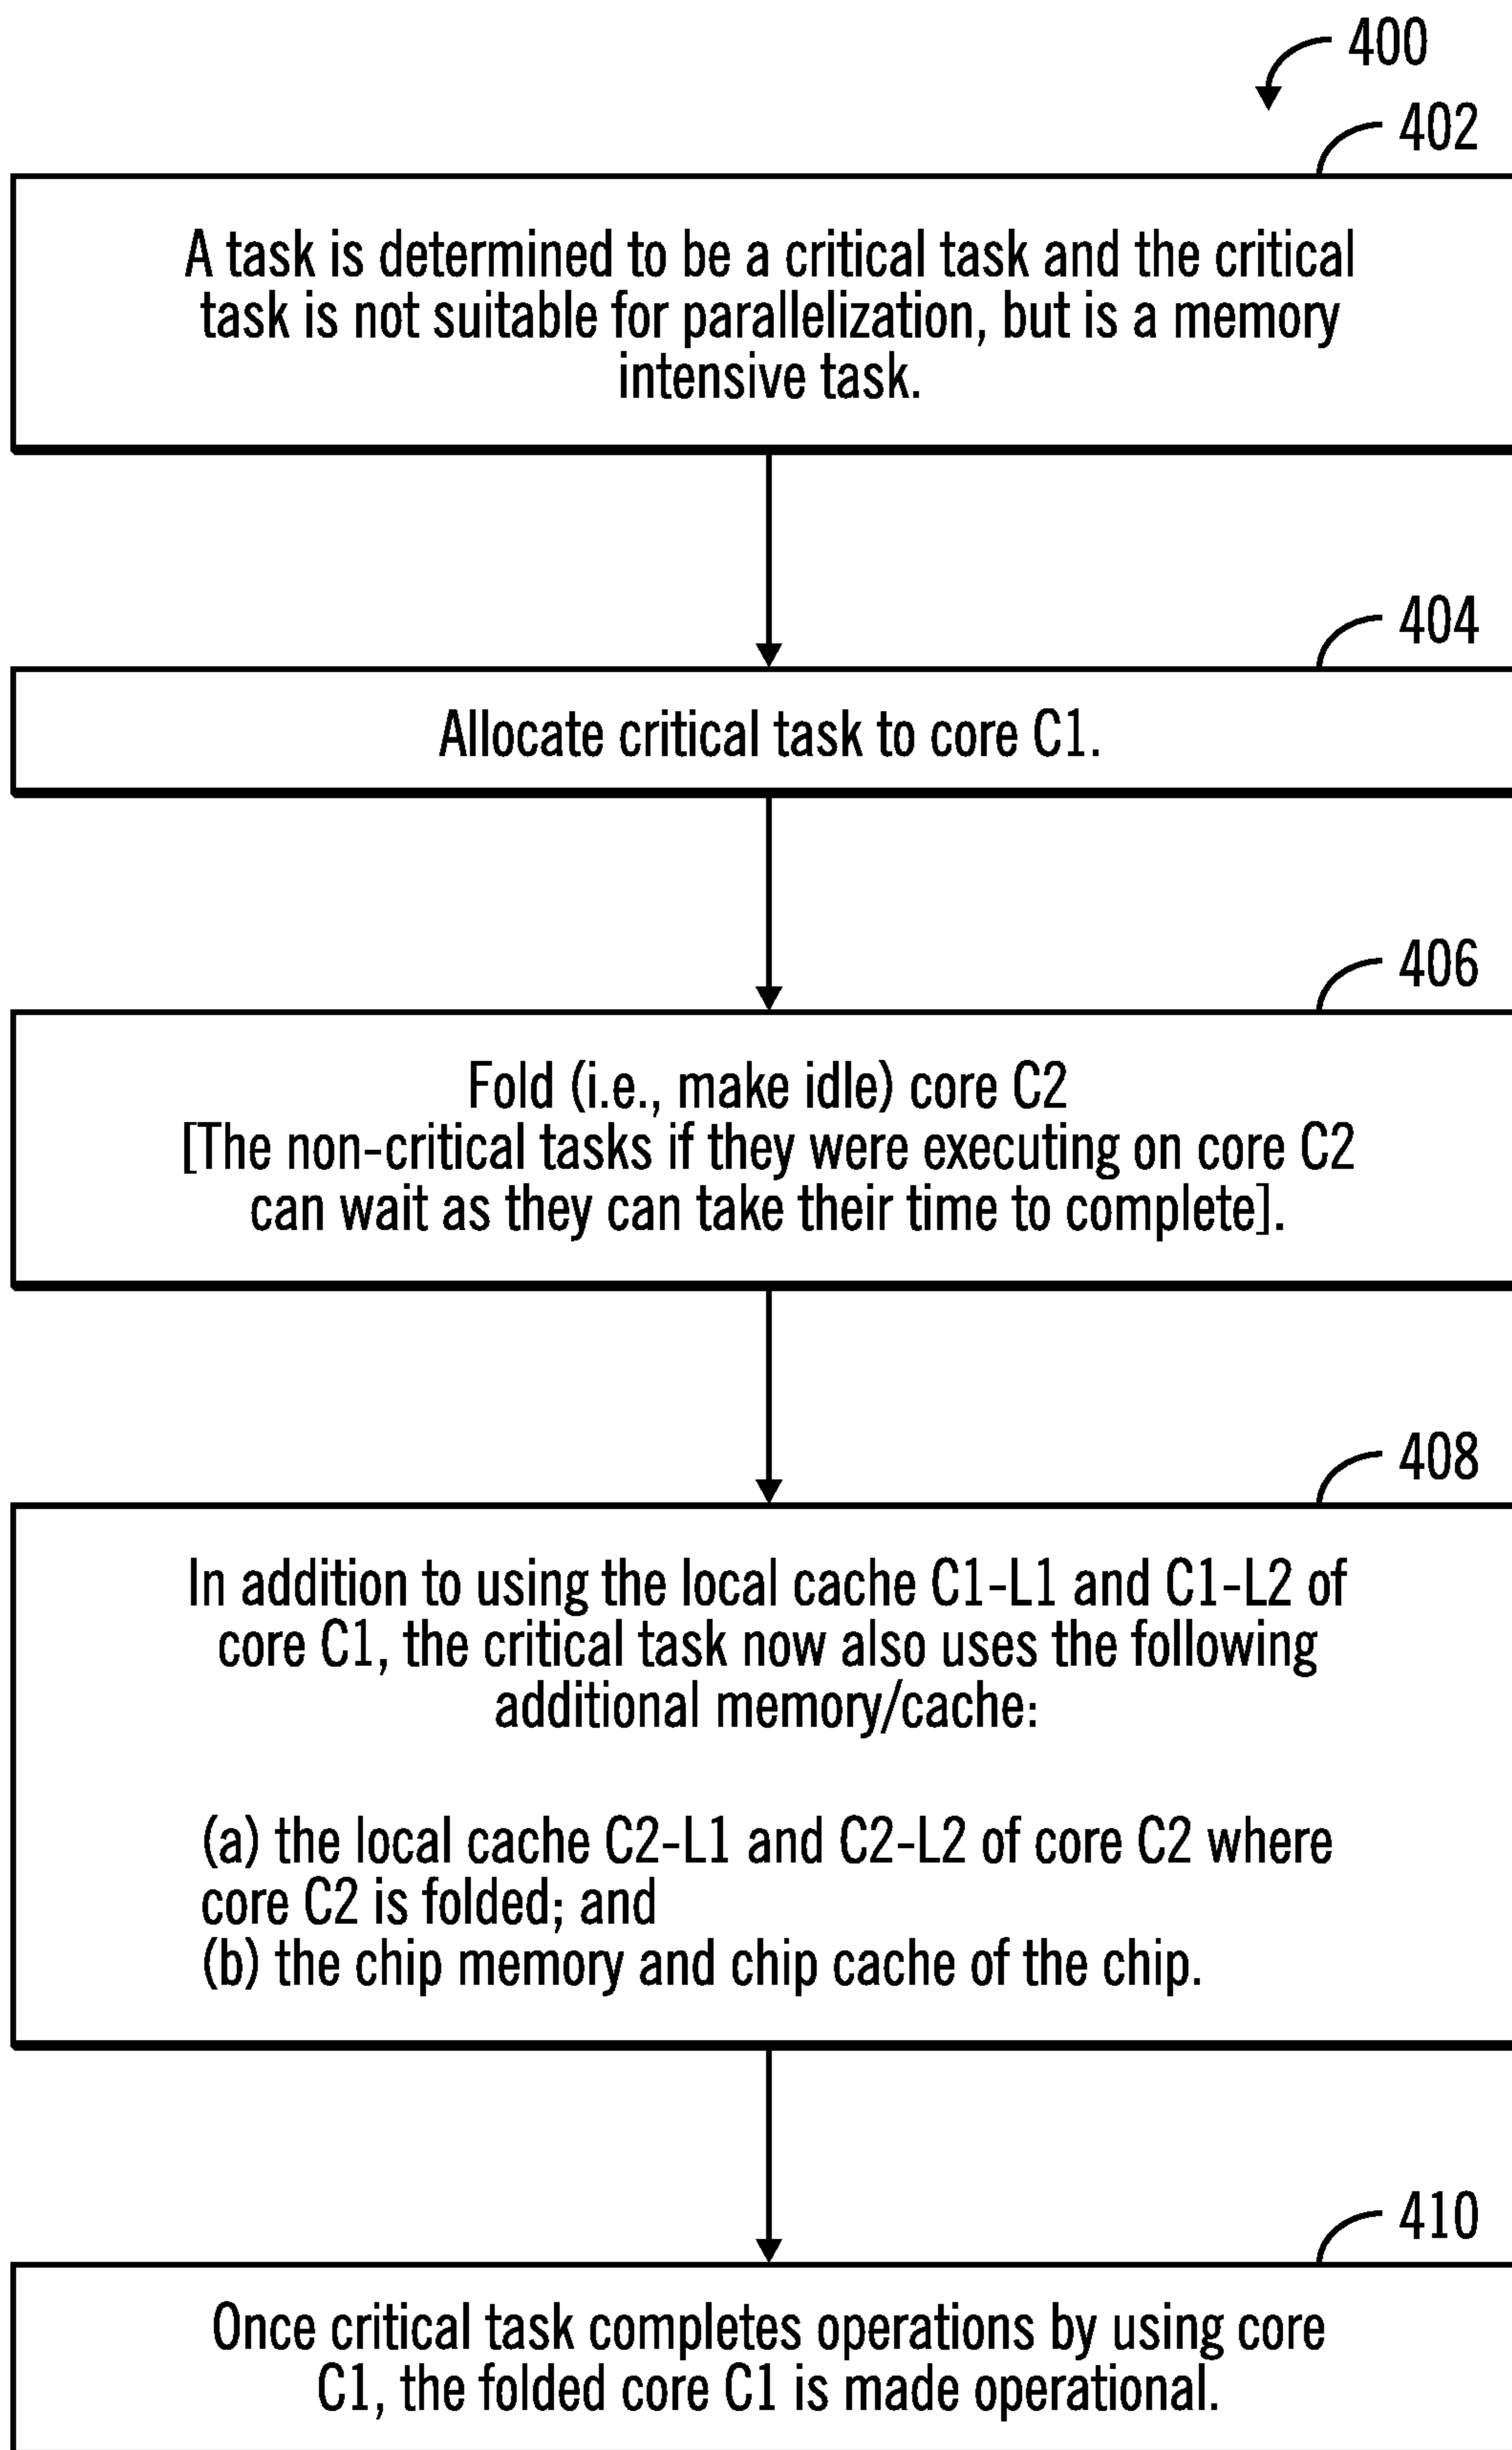 400
402
A task is determined to be a critical task and the critical
task is not suitable for parallelization, but is a memory
intensive task.
404
Allocate critical task to core C1.
406
Fold (i.e., make idle) core C2
[The non-critical tasks if they were executing on core C2
can wait as they can take their time to complete].
408
In addition to using the local cache C1-L1 and C1-L2 of
core C1, the critical task now also uses the following
additional memory/cache:
(a) the local cache C2-L1 and C2-L2 of core C2 where
core C2 is folded; and
(b) the chip memory and chip cache of the chip.
410
Once critical task completes operations by using core
C1, the folded core C1 is made operational.